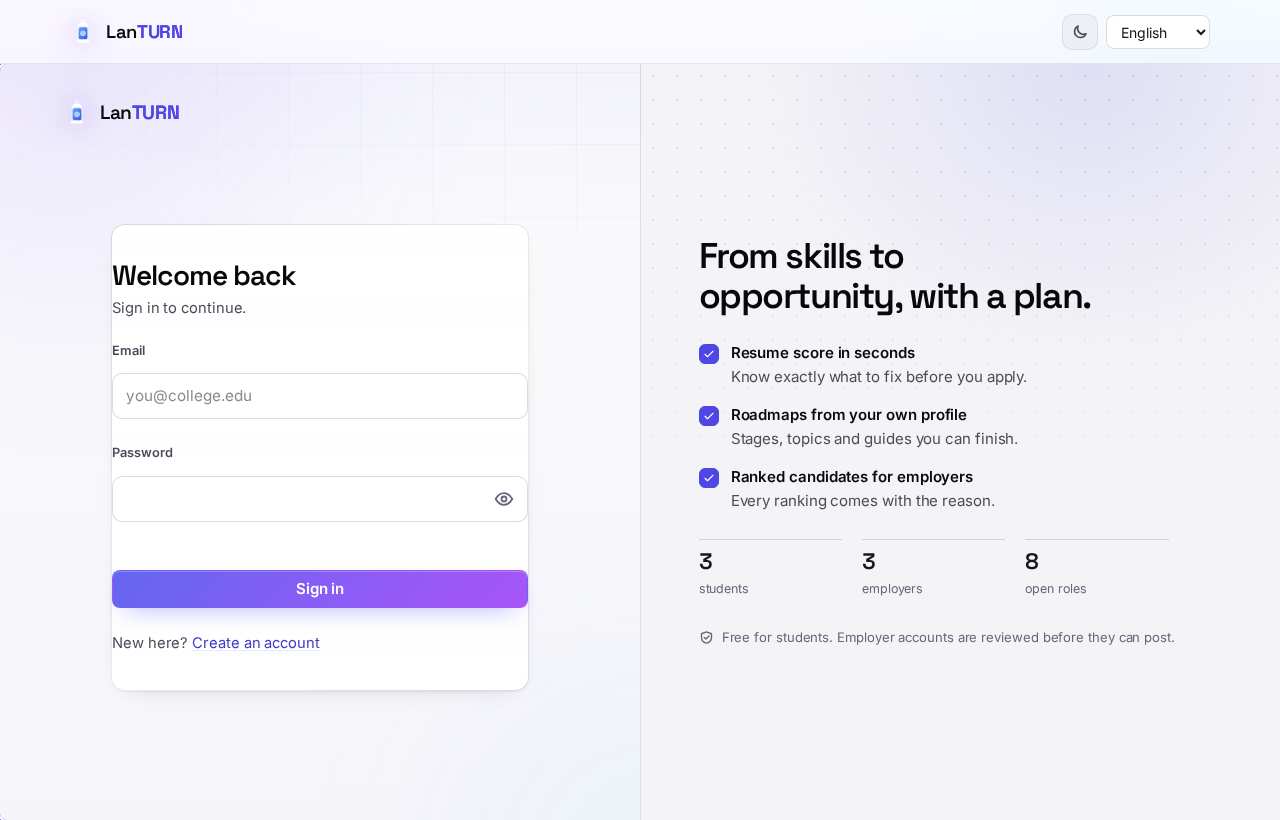 LanTURN
English
LanTURN
Welcome back
Sign in to continue.
Email
you@college.edu
Password
Sign in
New here? Create an account
From skills to
opportunity, with a plan.
Resume score in seconds
Know exactly what to fix before you apply.
Roadmaps from your own profile
Stages, topics and guides you can finish.
Ranked candidates for employers
Every ranking comes with the reason.
3
students
3
employers
8
open roles
Free for students. Employer accounts are reviewed before they can post.